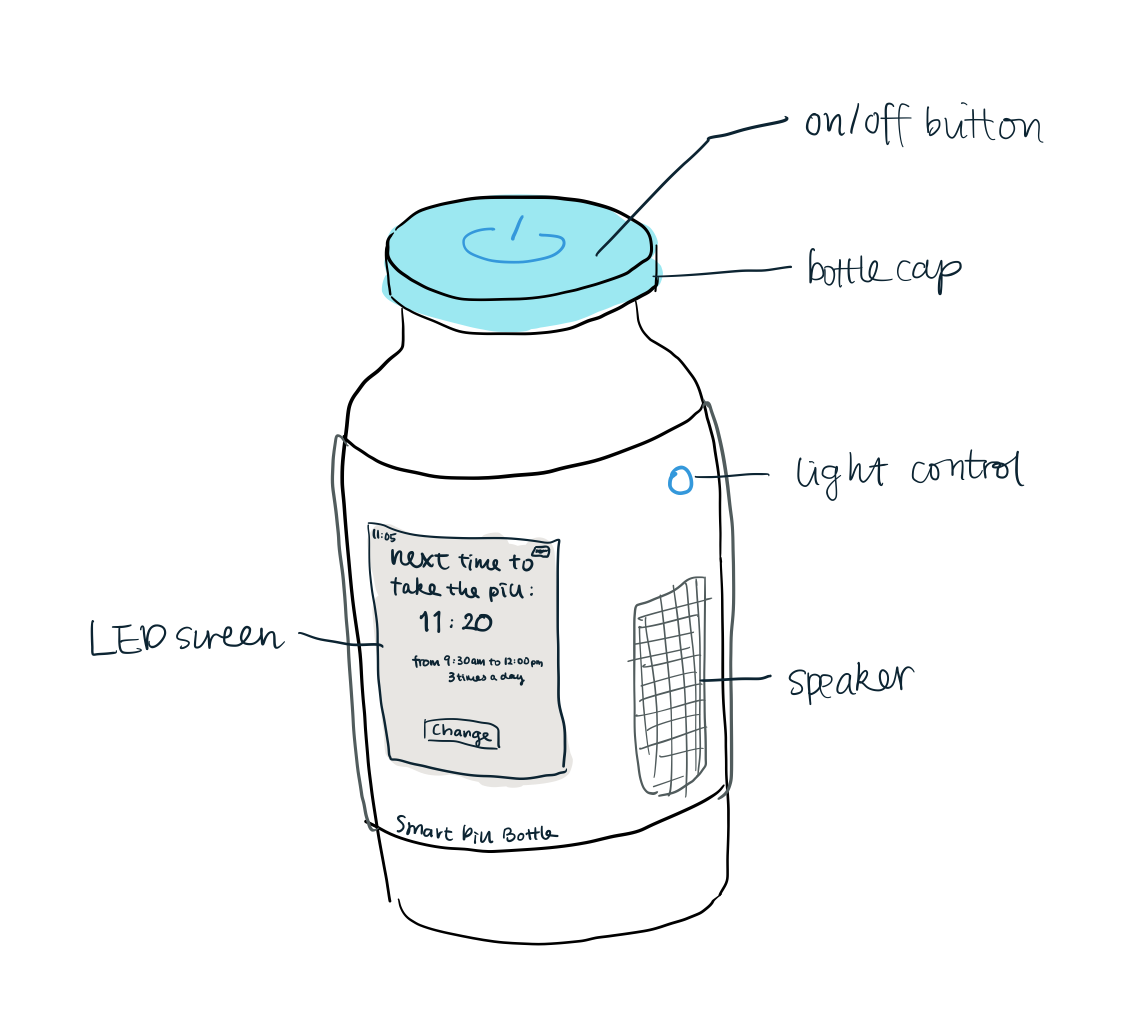 on/off button
bottle cap
light control
11:05
next time to
take the pill:
11:20
LED screen
from 9:30am to 12:00pm
3 times a day
speaker
Change
Smart Pill Bottle